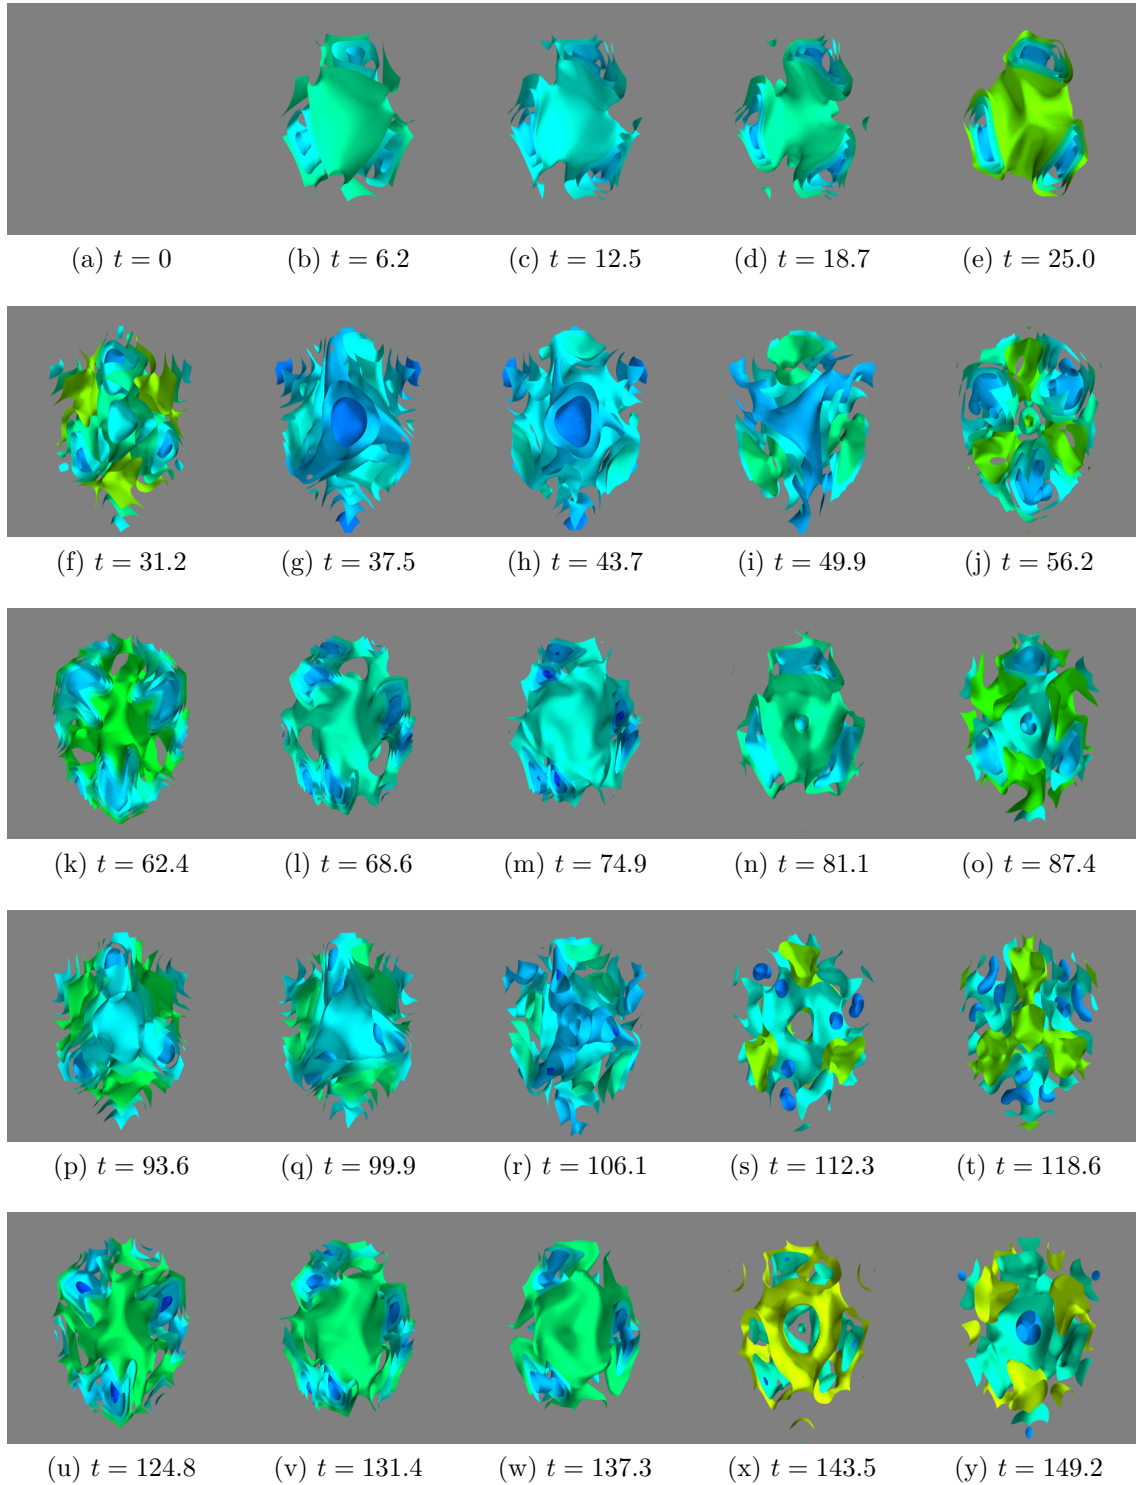 (a) t = 0 (b) t = 6.2 (c) t = 12.5 (d) t = 18.7 (e) t = 25.0
(f) t = 31.2 (g) t = 37.5 (h) t = 43.7 (i) t = 49.9 (j) t = 56.2
(k) t = 62.4 (l) t = 68.6 (m) t = 74.9 (n) t = 81.1 (o) t = 87.4
(p) t = 93.6 (q) t = 99.9 (r) t = 106.1 (s) t = 112.3 (t) t = 118.6
(u) t = 124.8 (v) t = 131.4 (w) t = 137.3 (x) t = 143.5 (y) t = 149.2